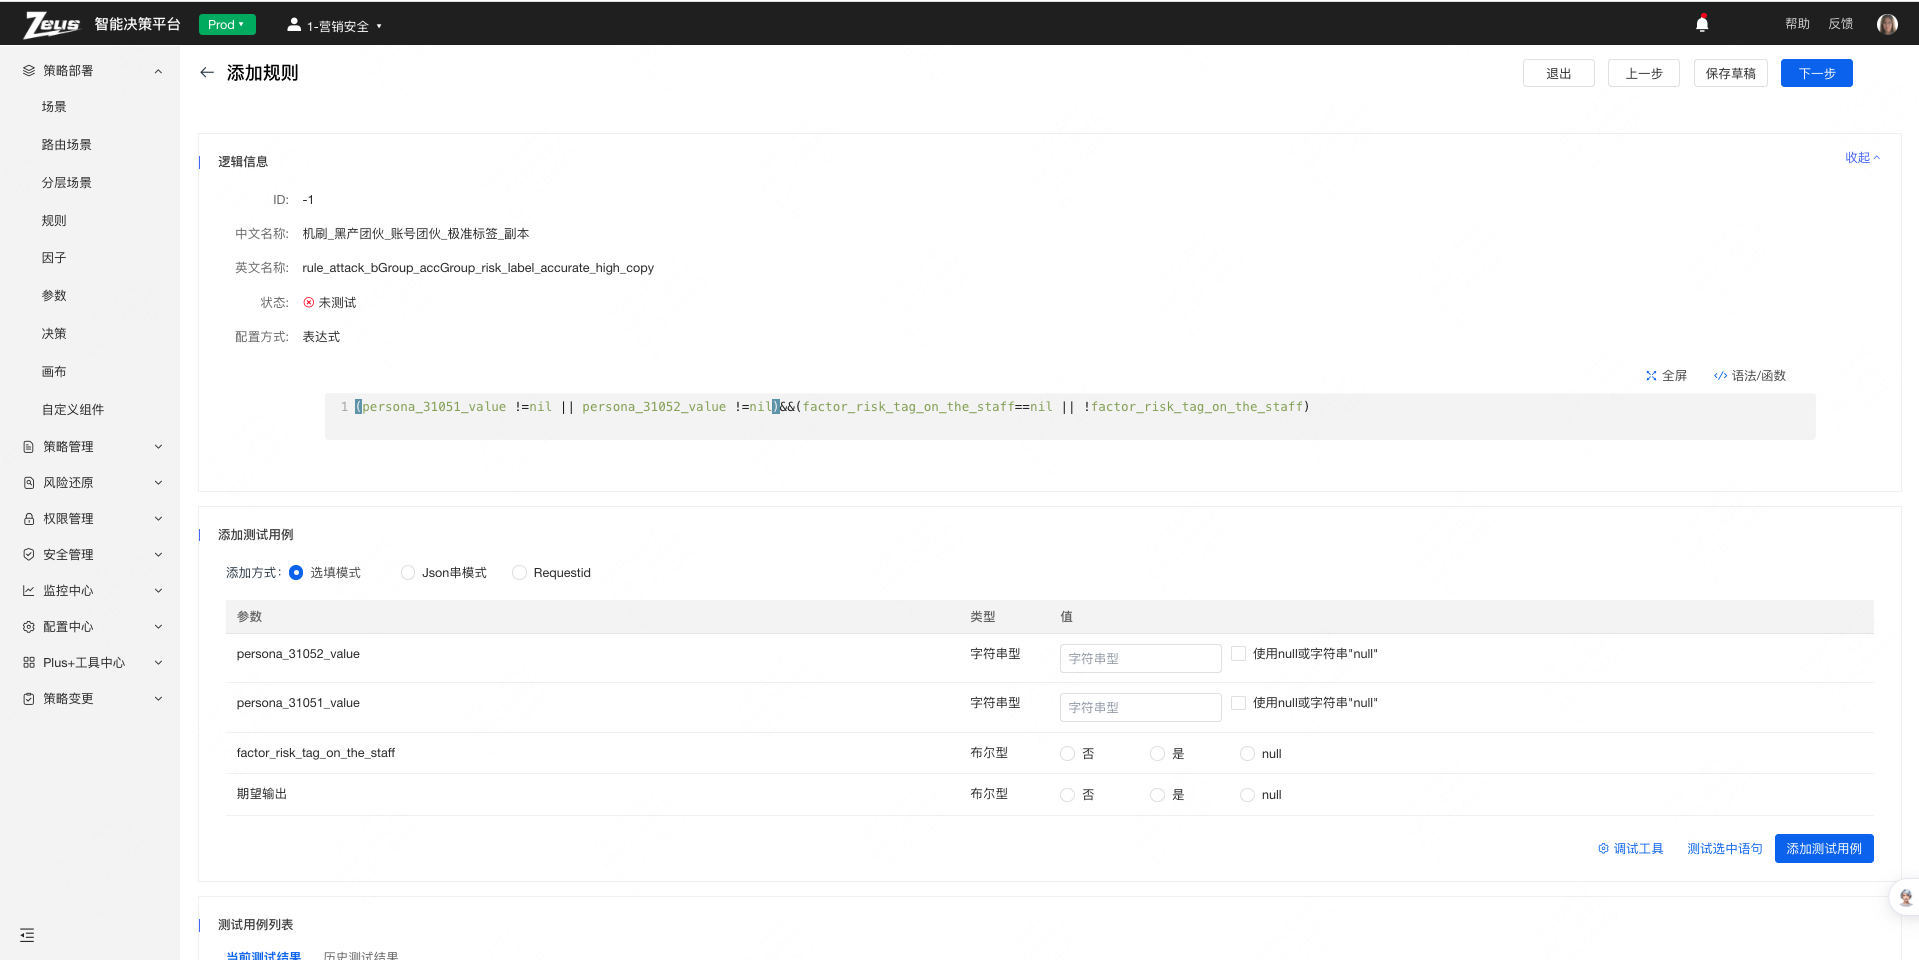 Zeus 智能决策平台 Prod 1-营销安全 帮助 反馈
策略部署
场景
路由场景
分层场景
规则
因子
参数
决策
画布
自定义组件
策略管理
风险还原
权限管理
安全管理
监控中心
配置中心
Plus+工具中心
策略变更
添加规则
退出 上一步 保存草稿 下一步
逻辑信息 收起
ID: -1
中文名称: 机刷_黑产团伙_账号团伙_极准标签_副本
英文名称: rule_attack_bGroup_accGroup_risk_label_accurate_high_copy
状态: 未测试
配置方式: 表达式
全屏 </> 语法/函数
1 (persona_31051_value !=nil || persona_31052_value !=nil)&&(factor_risk_tag_on_the_staff==nil || !factor_risk_tag_on_the_staff)
添加测试用例
添加方式: 选填模式 Json串模式 Requestid
参数 类型 值
persona_31052_value 字符串型 字符串型 使用null或字符串"null"
persona_31051_value 字符串型 字符串型 使用null或字符串"null"
factor_risk_tag_on_the_staff 布尔型 否 是 null
期望输出 布尔型 否 是 null
调试工具 测试选中语句 添加测试用例
测试用例列表
当前测试结果 历史测试结果